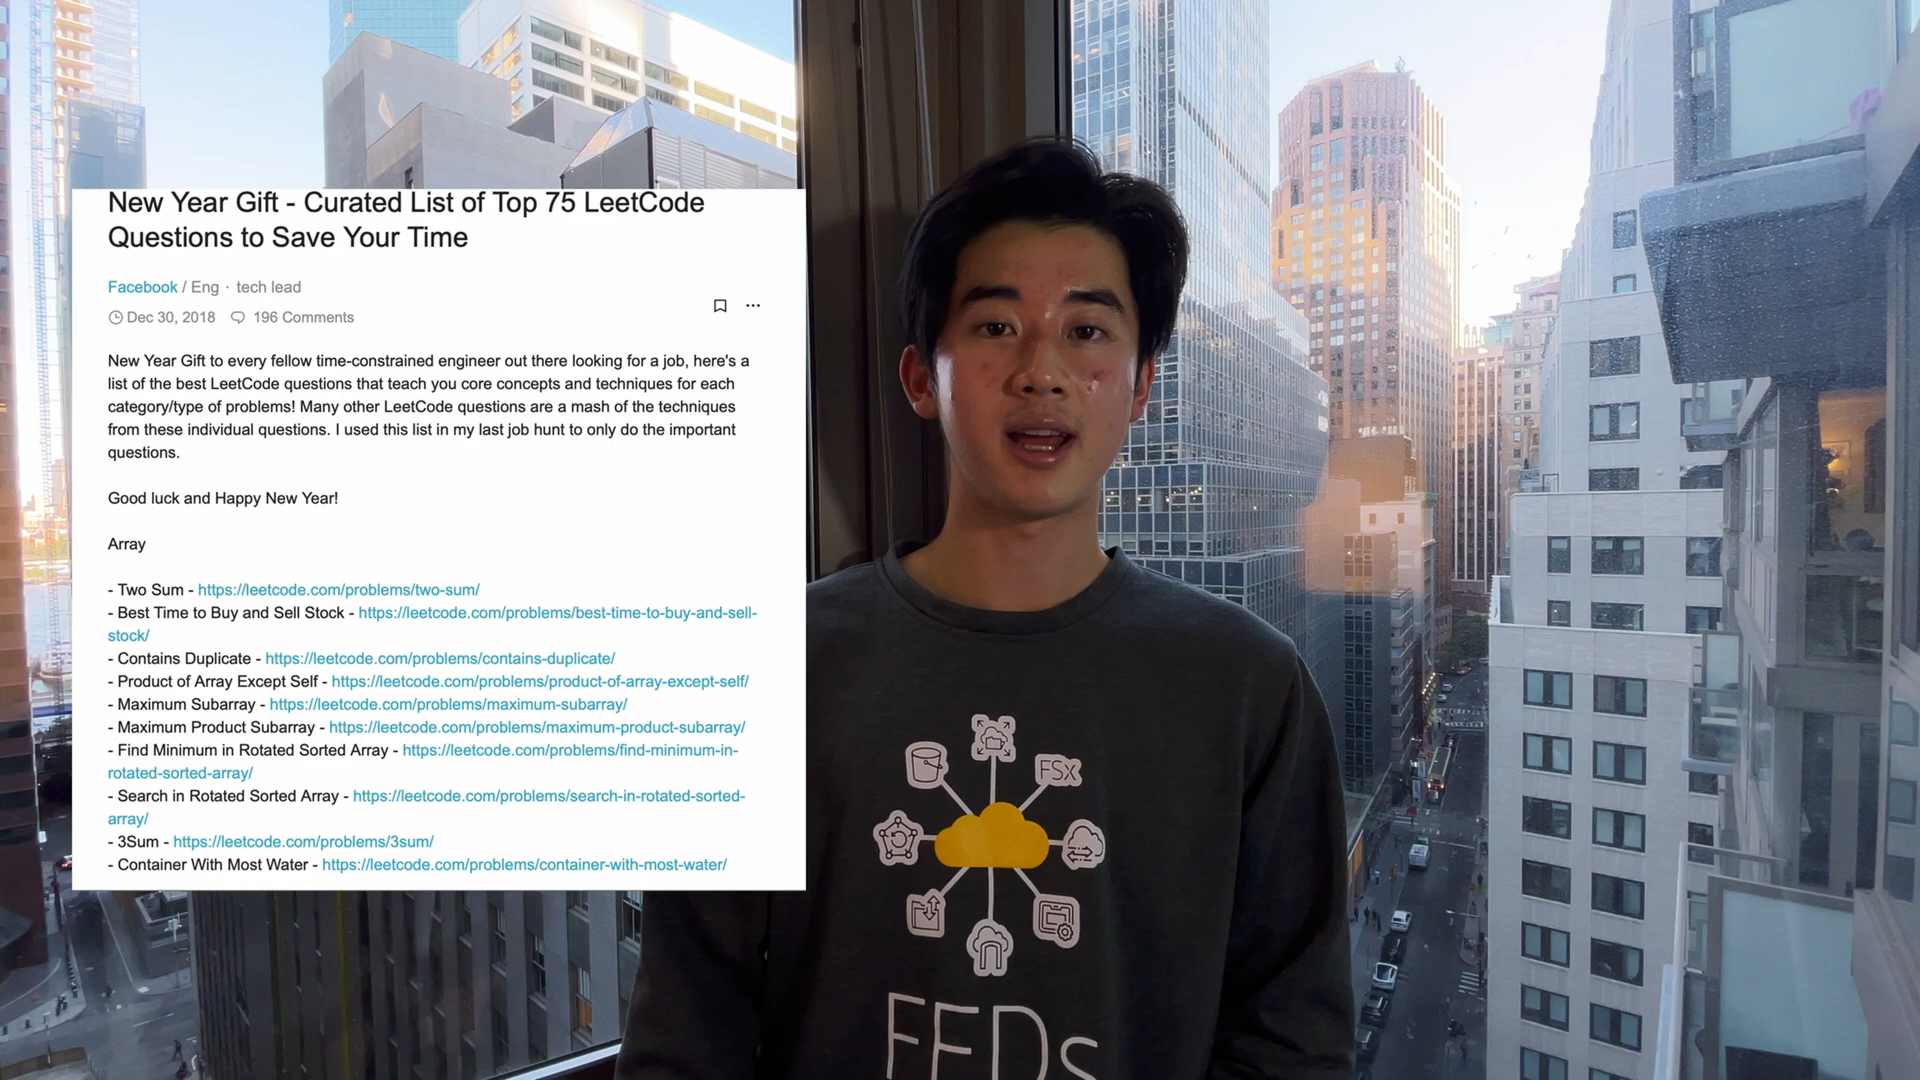 New Year Gift - Curated List of Top 75 LeetCode
Questions to Save Your Time
Facebook / Eng · tech lead
Dec 30, 2018 196 Comments
New Year Gift to every fellow time-constrained engineer out there looking for a job, here's a
list of the best LeetCode questions that teach you core concepts and techniques for each
category/type of problems! Many other LeetCode questions are a mash of the techniques
from these individual questions. I used this list in my last job hunt to only do the important
questions.
Good luck and Happy New Year!
Array
- Two Sum - https://leetcode.com/problems/two-sum/
- Best Time to Buy and Sell Stock - https://leetcode.com/problems/best-time-to-buy-and-sell-
stock/
- Contains Duplicate - https://leetcode.com/problems/contains-duplicate/
- Product of Array Except Self - https://leetcode.com/problems/product-of-array-except-self/
- Maximum Subarray - https://leetcode.com/problems/maximum-subarray/
- Maximum Product Subarray - https://leetcode.com/problems/maximum-product-subarray/
- Find Minimum in Rotated Sorted Array - https://leetcode.com/problems/find-minimum-in-
rotated-sorted-array/
- Search in Rotated Sorted Array - https://leetcode.com/problems/search-in-rotated-sorted-
array/
- 3Sum - https://leetcode.com/problems/3sum/
- Container With Most Water - https://leetcode.com/problems/container-with-most-water/
FSX
FFDs